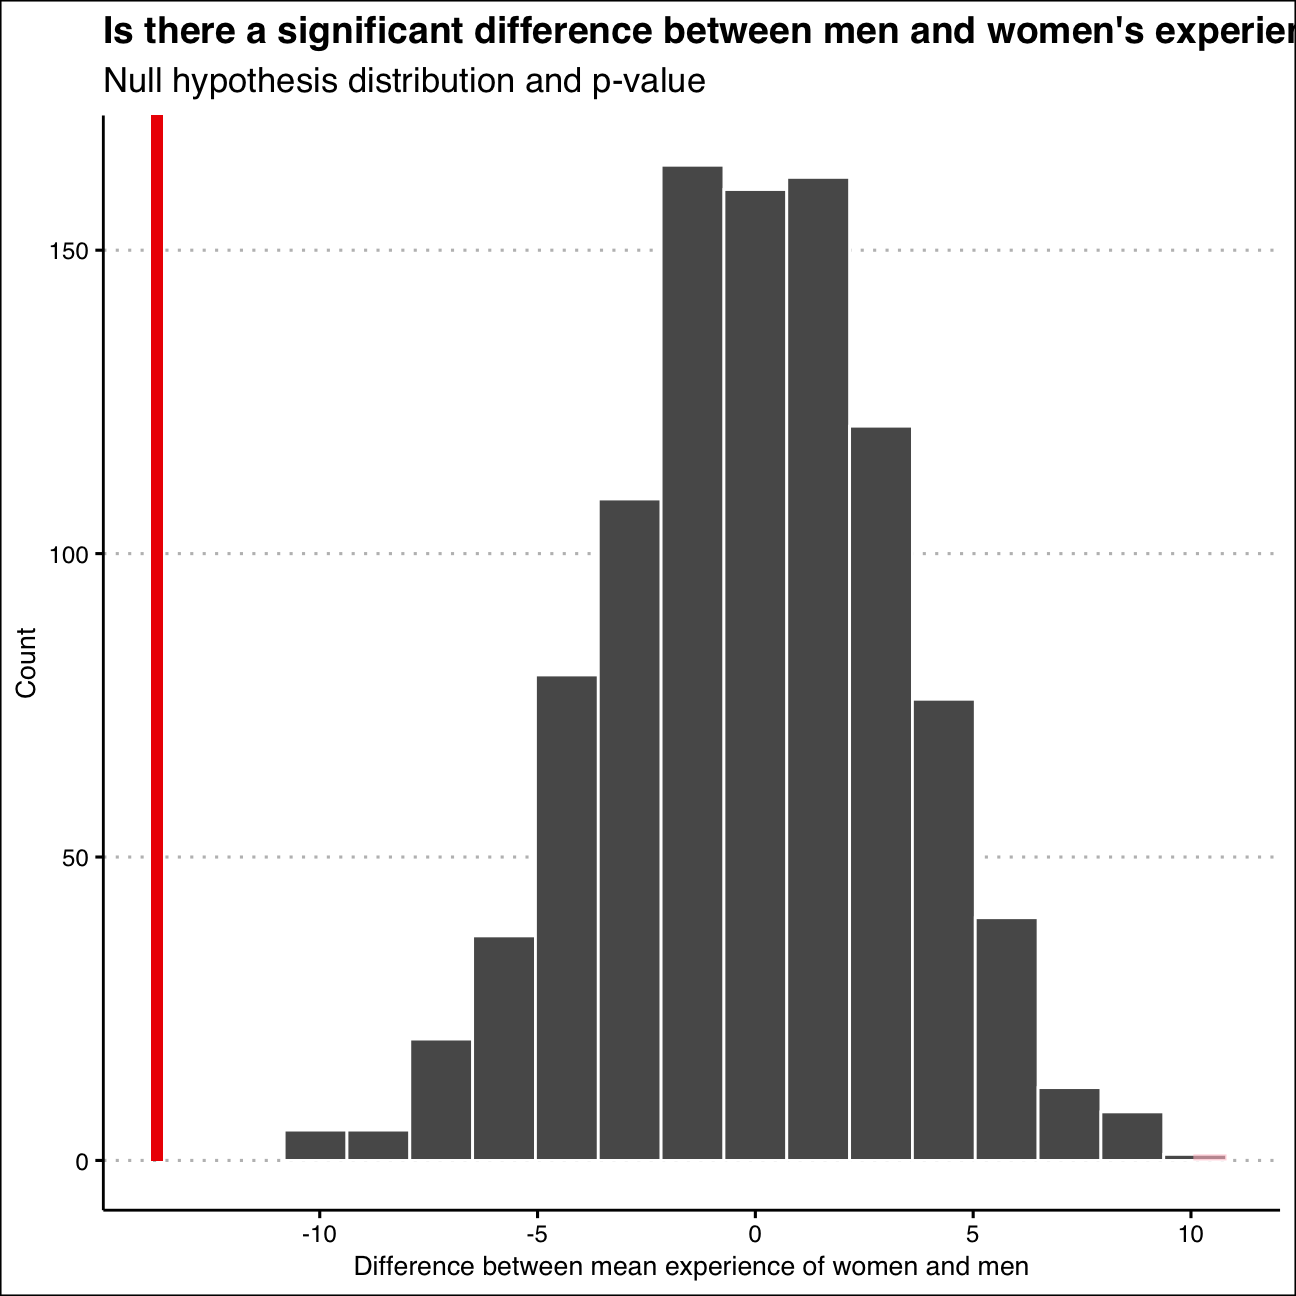 Is there a significant difference between men and women's
Null hypothesis distribution and p-value
150
100
50
0
Count
-10 -5 0 5 10
Difference between mean experience of women and men